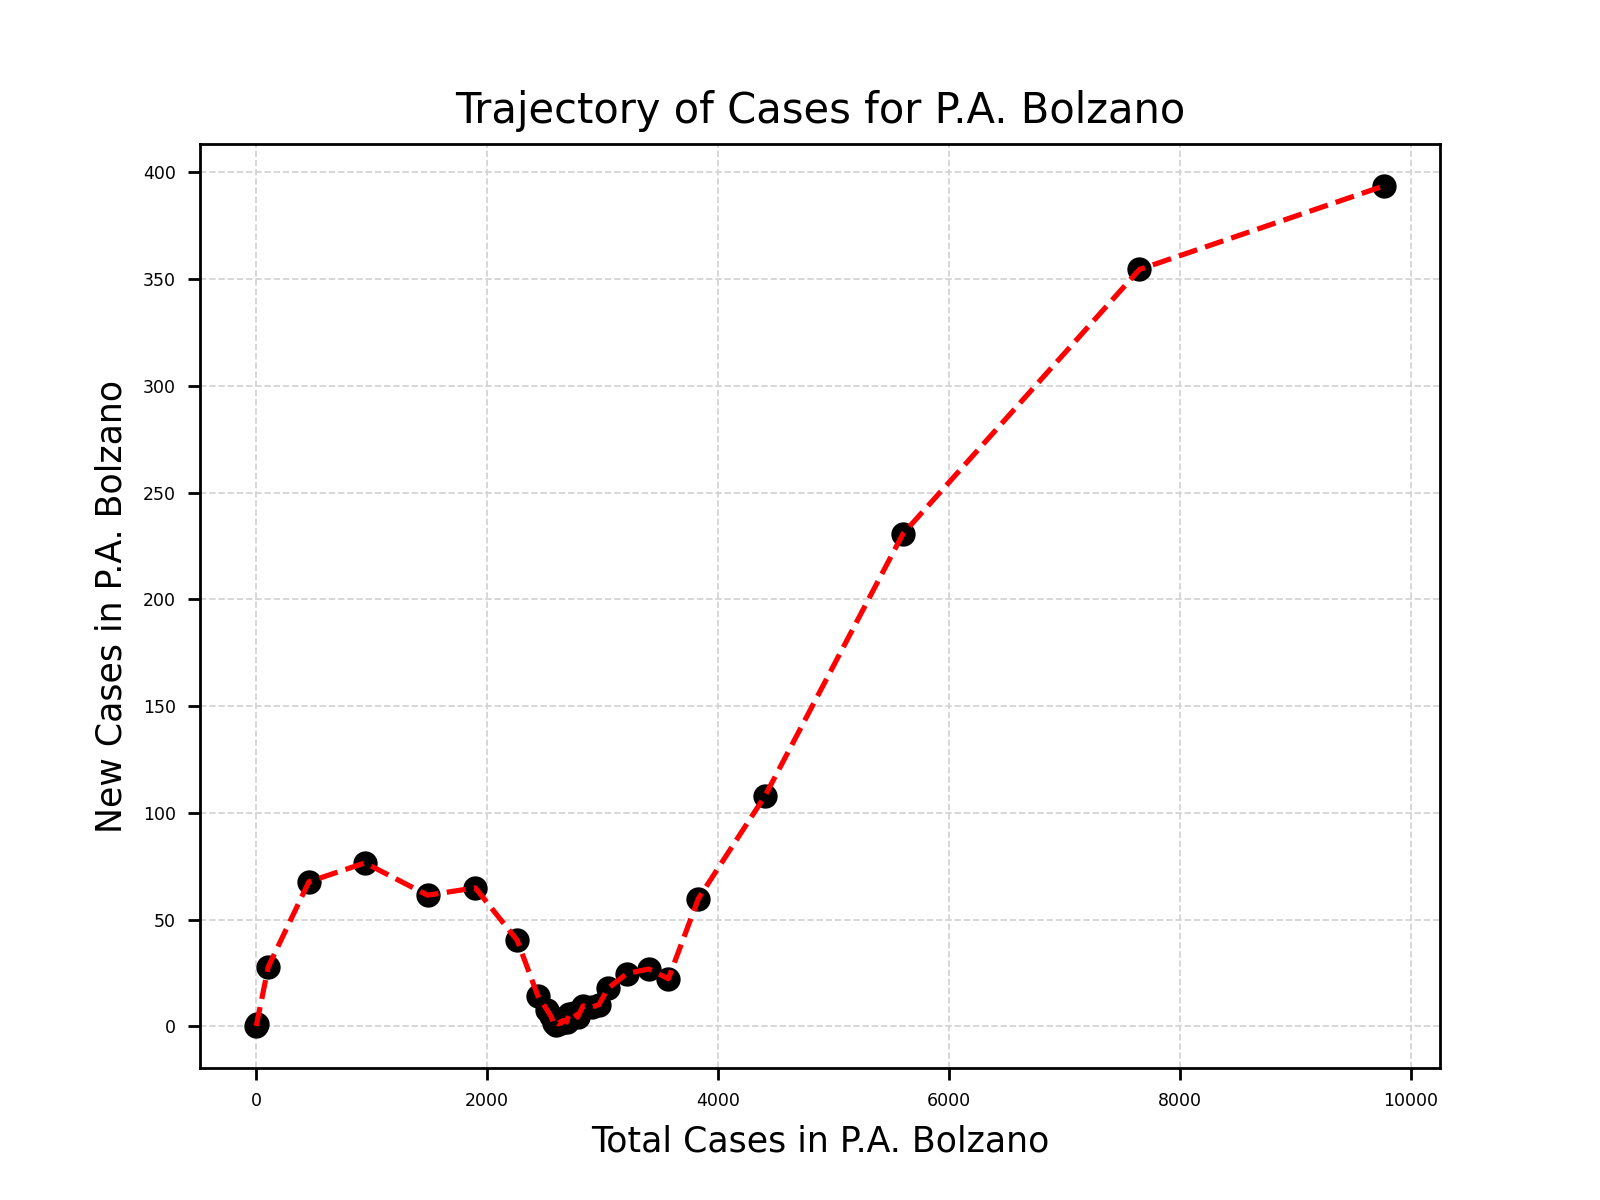 Trajectory of Cases for P.A. Bolzano
New Cases in P.A. Bolzano
400
350
300
250
200
150
100
50
0
0 2000 4000 6000 8000 10000
Total Cases in P.A. Bolzano